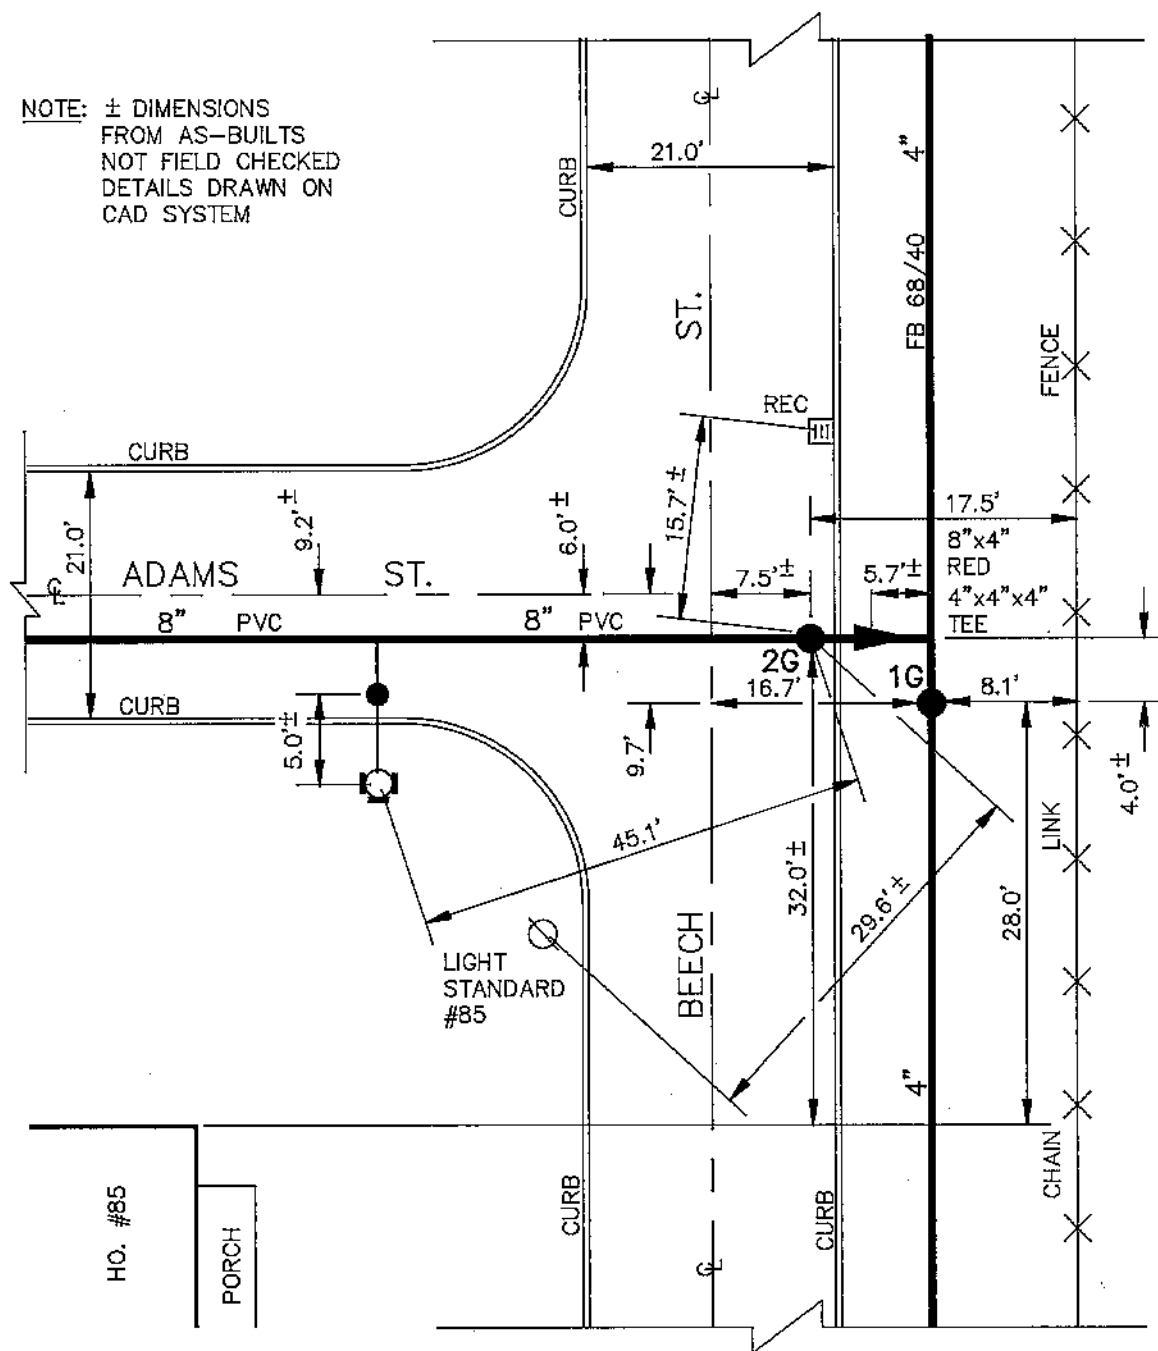 NOTE: ± DIMENSIONS
FROM AS-BUILTS
NOT FIELD CHECKED
DETAILS DRAWN ON
CAD SYSTEM
CURB
21.0'
℄
4"
FB 68/40
FENCE
ST.
REC
15.7'±
CURB
21.0'
9.2'±
6.0'±
17.5'
8"x4"
RED
4"x4"x4"
TEE
℄
ADAMS ST.
7.5'±
5.7'±
8" PVC
8" PVC
2G
1G
16.7'
8.1'
CURB
5.0'±
9.7'
4.0'±
45.1'
LINK
32.0'±
29.6'±
28.0'
LIGHT
STANDARD
#85
BEECH
4"
CHAIN
HO. #85
PORCH
CURB
CURB
℄